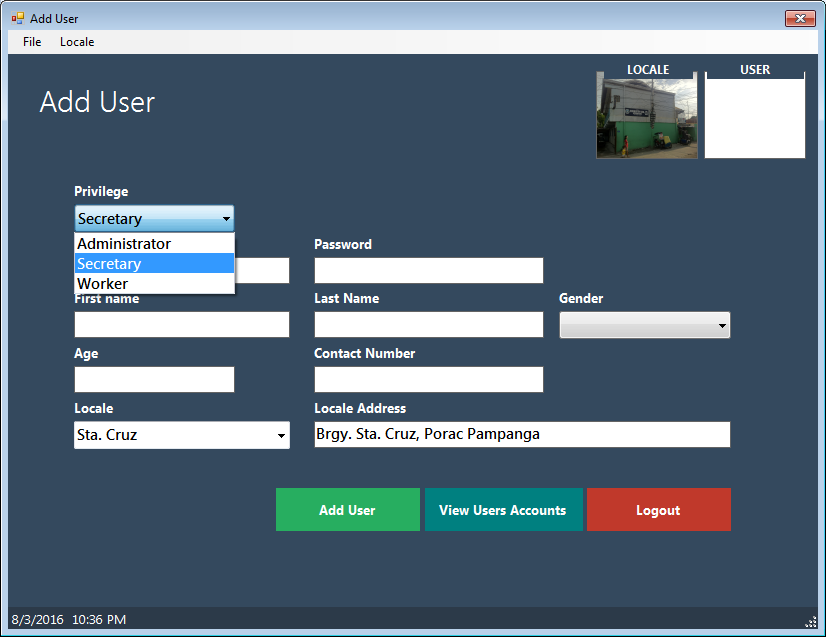 Add User
File Locale
LOCALE USER
Add User
Privilege
Secretary
Administrator
Secretary
Worker
Password
First name Last Name Gender
Age Contact Number
Locale Locale Address
Sta. Cruz Brgy. Sta. Cruz, Porac Pampanga
Add User View Users Accounts Logout
8/3/2016 10:36 PM